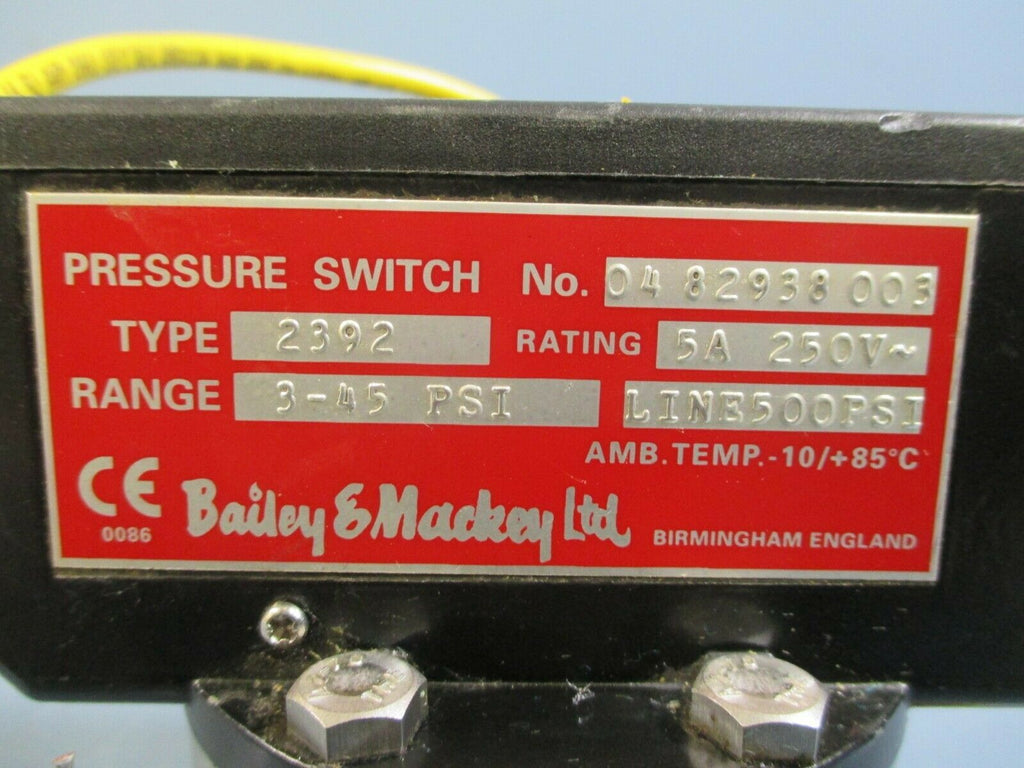 PRESSURE SWITCH No. 04 82938 003
TYPE 2392 RATING 5A 250V~
RANGE 3-45 PSI LINE500PSI
AMB. TEMP. -10/+85°C
CE
0086 Bailey & Mackey Ltd BIRMINGHAM ENGLAND